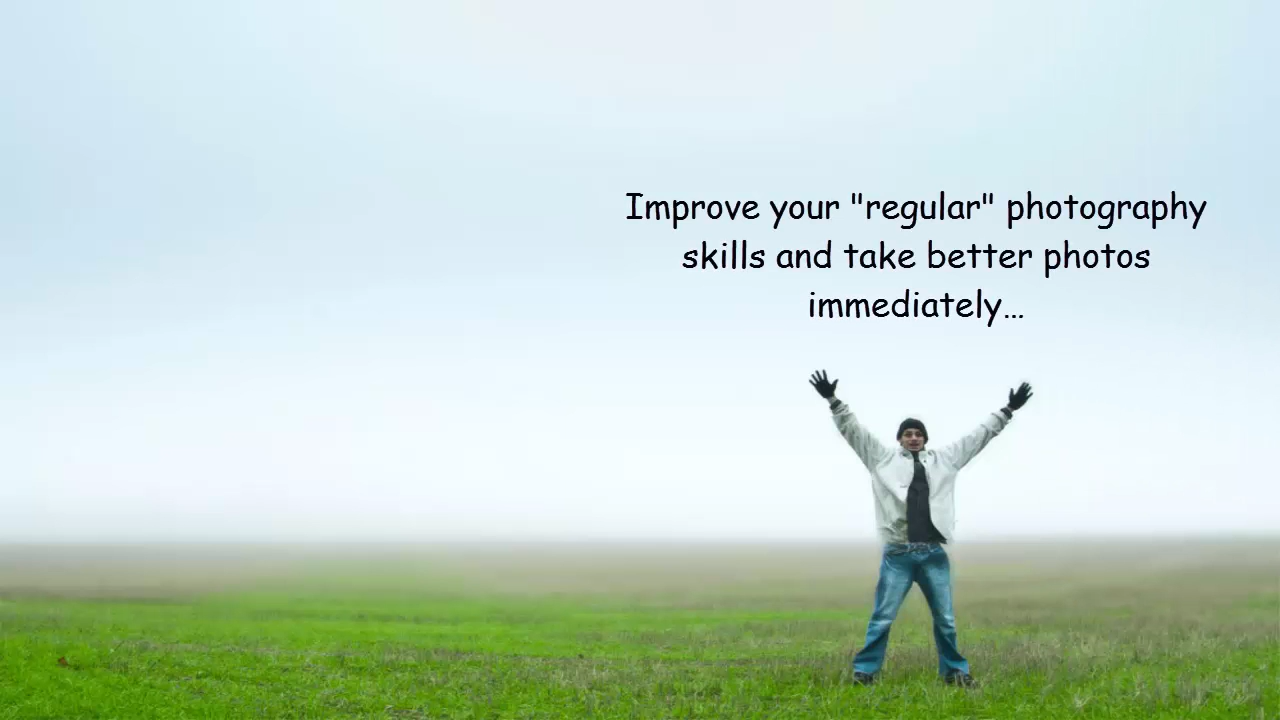 Improve your "regular" photography
skills and take better photos
immediately…